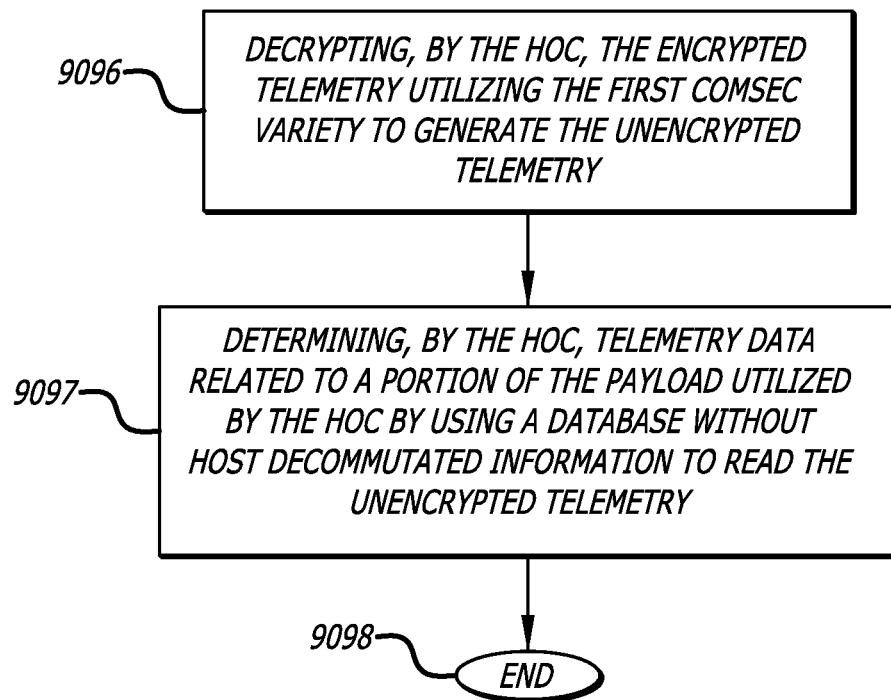 9096
DECRYPTING, BY THE HOC, THE ENCRYPTED
TELEMETRY UTILIZING THE FIRST COMSEC
VARIETY TO GENERATE THE UNENCRYPTED
TELEMETRY
9097
DETERMINING, BY THE HOC, TELEMETRY DATA
RELATED TO A PORTION OF THE PAYLOAD UTILIZED
BY THE HOC BY USING A DATABASE WITHOUT
HOST DECOMMUTATED INFORMATION TO READ THE
UNENCRYPTED TELEMETRY
9098
END